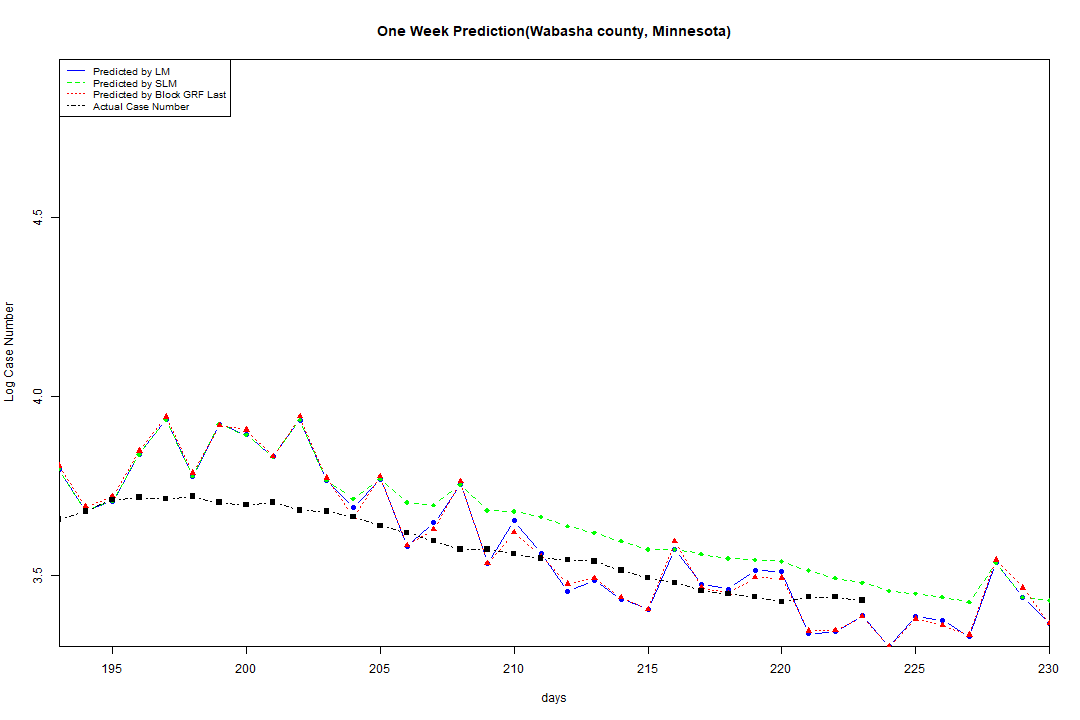 One Week Prediction(Wabasha county, Minnesota)
Predicted by LM
Predicted by SLM
Predicted by Block GRF Last
Actual Case Number
4.5
4.0
3.5
Log Case Number
195 200 205 210 215 220 225 230
days